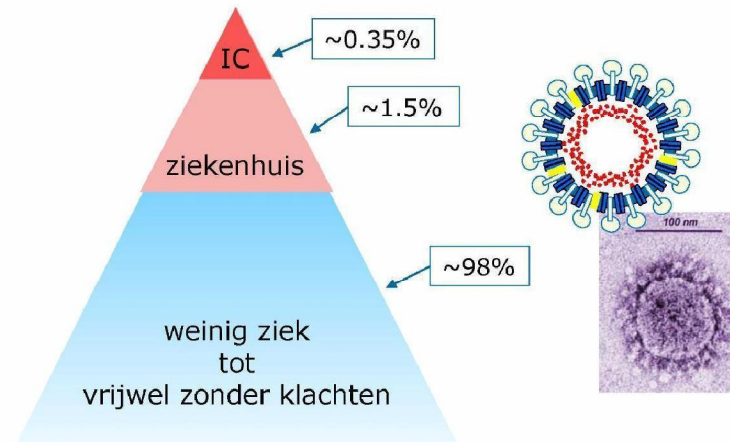 IC
~0.35%
~1.5%
ziekenhuis
100 nm
~98%
weinig ziek
tot
vrijwel zonder klachten